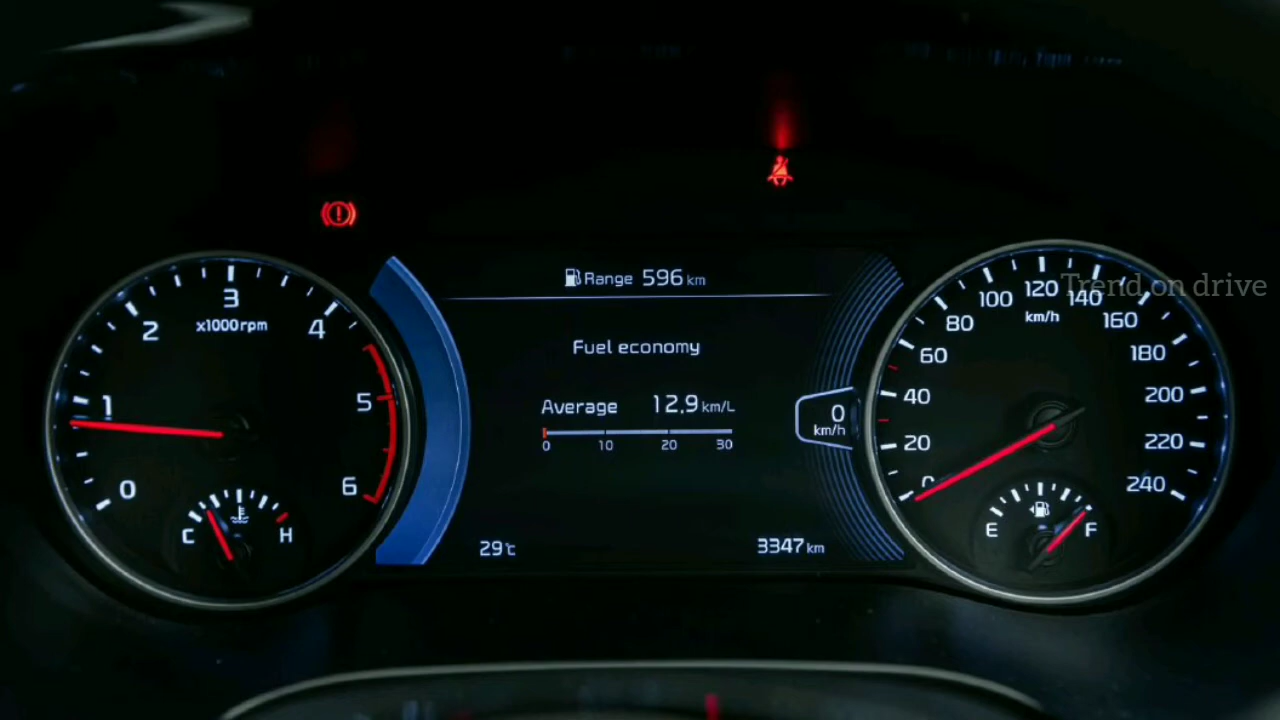 Range 596 km
Fuel economy
Average 12.9 km/L
0 10 20 30
29℃
3347 km
0 km/h
0 1 2 3 4 5 6
x1000rpm
C H
0 20 40 60 80 100 120 140 160 180 200 220 240
km/h
E F
Trend on drive